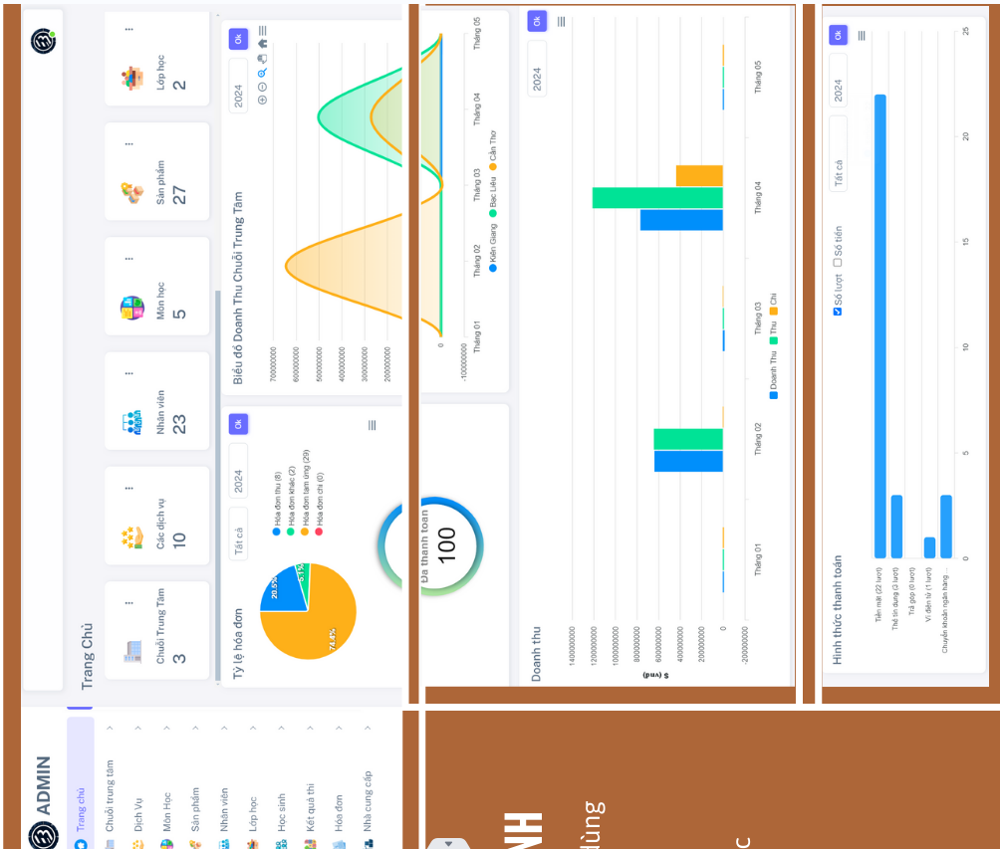 ADMIN
Trang chủ
Chuỗi trung tâm
Dịch Vụ
Môn Học
Sản phẩm
Nhân viên
Lớp học
Học sinh
Kết quả thi
Hóa đơn
Nhà cung cấp
Trang Chủ
Chuỗi Trung Tâm
3
Các dịch vụ
10
Nhân viên
23
Môn học
5
Sản phẩm
27
Lớp học
2
Tỷ lệ hóa đơn
Tất cả
2024
Ok
Hóa đơn thu (8)
Hóa đơn khác (2)
Hóa đơn tạm ứng (29)
Hóa đơn chi (0)
20.5%
5.1%
74.4%
Biểu đồ Doanh Thu Chuỗi Trung Tâm
2024
Ok
700000000
600000000
500000000
400000000
300000000
200000000
0
-100000000
Tháng 01
Tháng 02
Tháng 03
Tháng 04
Tháng 05
Kiên Giang
Bạc Liêu
Cần Thơ
Đã thanh toán
100
Doanh thu
2024
Ok
$ (vnd)
1400000000
1200000000
1000000000
800000000
600000000
400000000
200000000
0
-200000000
Tháng 01
Tháng 02
Tháng 03
Tháng 04
Tháng 05
Doanh Thu
Thu
Chi
Hình thức thanh toán
Số lượt
Số tiền
Tất cả
2024
Ok
Tiền mặt (22 lượt)
Thẻ tín dụng (3 lượt)
Trả góp (0 lượt)
Ví điện tử (1 lượt)
Chuyển khoản ngân hàng ...
0
5
10
15
20
25
NH
dùng
c